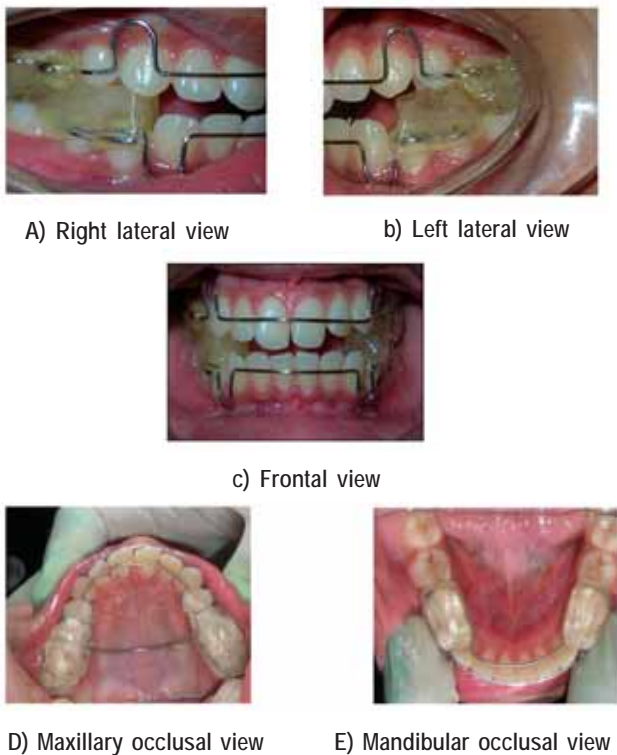 A) Right lateral view
b) Left lateral view
c) Frontal view
D) Maxillary occlusal view
E) Mandibular occlusal view